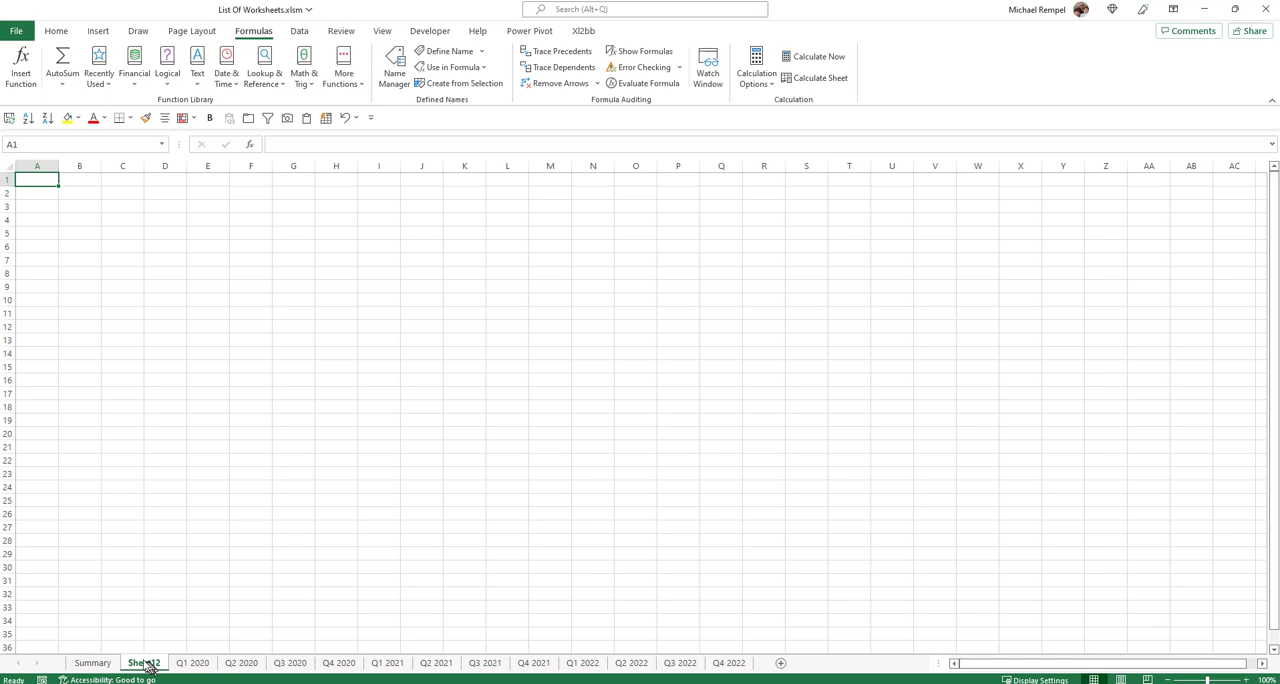 List Of Worksheets.xlsm
Search (Alt+Q)
Michael Rempel
File Home Insert Draw Page Layout Formulas Data Review View Developer Help Power Pivot Xl2bb
Comments Share
Insert Function
AutoSum
Recently Used
Financial
Logical
Text
Date & Time
Lookup & Reference
Math & Trig
More Functions
Function Library
Name Manager
Define Name
Use in Formula
Create from Selection
Defined Names
Trace Precedents
Trace Dependents
Remove Arrows
Show Formulas
Error Checking
Evaluate Formula
Formula Auditing
Watch Window
Calculation Options
Calculate Now
Calculate Sheet
Calculation
A1
A B C D E F G H I J K L M N O P Q R S T U V W X Y Z AA AB AC
1
2
3
4
5
6
7
8
9
10
11
12
13
14
15
16
17
18
19
20
21
22
23
24
25
26
27
28
29
30
31
32
33
34
35
36
Summary Q1 2020 Q2 2020 Q3 2020 Q4 2020 Q1 2021 Q2 2021 Q3 2021 Q4 2021 Q1 2022 Q2 2022 Q3 2022 Q4 2022
Ready Accessibility: Good to go Display Settings 100%